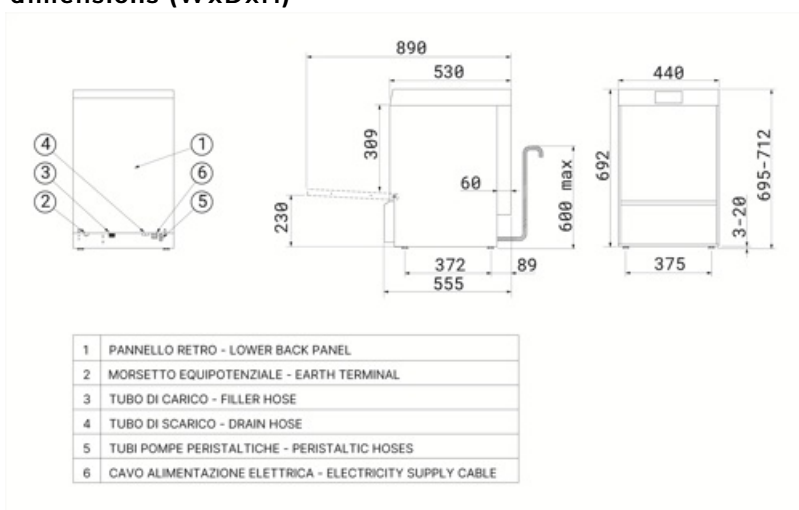 dimensions (WxDxH)
890
530
440
4
1
3
6
2
5
309
60
600 max
692
695-712
230
3-20
372
89
375
555
1 PANNELLO RETRO - LOWER BACK PANEL
2 MORSETTO EQUIPOTENZIALE - EARTH TERMINAL
3 TUBO DI CARICO - FILLER HOSE
4 TUBO DI SCARICO - DRAIN HOSE
5 TUBI POMPE PERISTALTICHE - PERISTALTIC HOSES
6 CAVO ALIMENTAZIONE ELETTRICA - ELECTRICITY SUPPLY CABLE